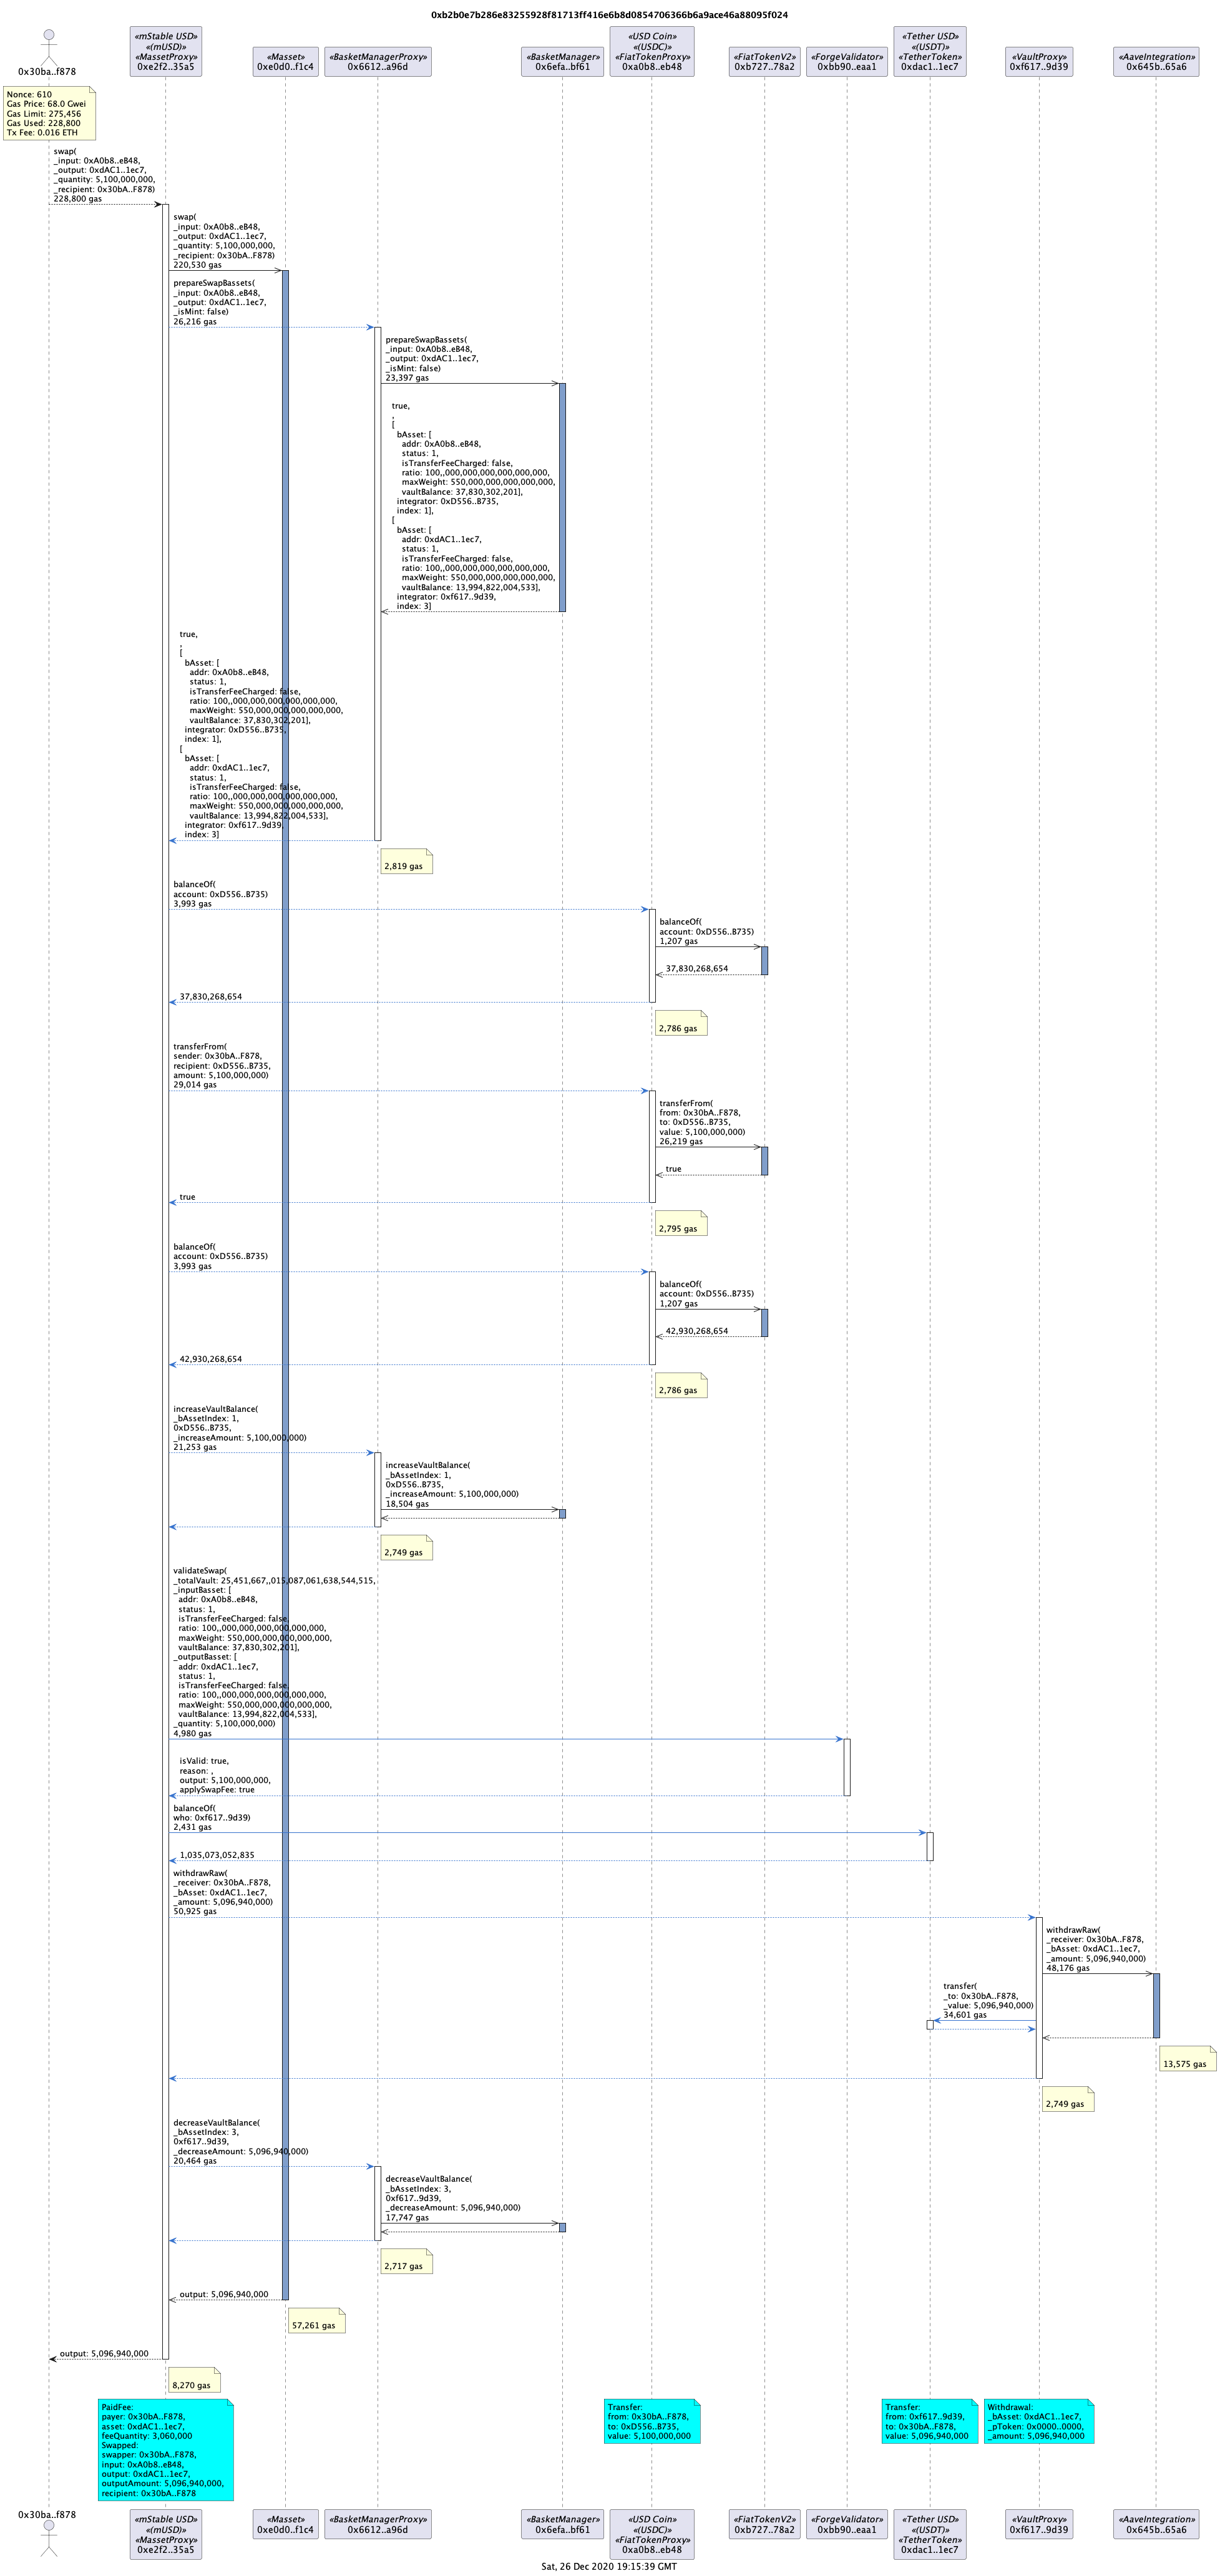 0xb2b0e7b286e83255928f81713ff416e6b8d0854706366b6a9ace46a88095f024
0x30ba..f878
«mStable USD»
«(mUSD)»
«MassetProxy»
0xe2f2..35a5
«Masset»
0xe0d0..f1c4
«BasketManagerProxy»
0x6612..a96d
«BasketManager»
0x6efa..bf61
«USD Coin»
«(USDC)»
«FiatTokenProxy»
0xa0b8..eb48
«FiatTokenV2»
0xb727..78a2
«ForgeValidator»
0xbb90..eaa1
«Tether USD»
«(USDT)»
«TetherToken»
0xdac1..1ec7
«VaultProxy»
0xf617..9d39
«AaveIntegration»
0x645b..65a6
Nonce: 610
Gas Price: 68.0 Gwei
Gas Limit: 275,456
Gas Used: 228,800
Tx Fee: 0.016 ETH
swap(
_input: 0xA0b8..eB48,
_output: 0xdAC1..1ec7,
_quantity: 5,100,000,000,
_recipient: 0x30bA..F878)
228,800 gas
swap(
_input: 0xA0b8..eB48,
_output: 0xdAC1..1ec7,
_quantity: 5,100,000,000,
_recipient: 0x30bA..F878)
220,530 gas
prepareSwapBassets(
_input: 0xA0b8..eB48,
_output: 0xdAC1..1ec7,
_isMint: false)
26,216 gas
prepareSwapBassets(
_input: 0xA0b8..eB48,
_output: 0xdAC1..1ec7,
_isMint: false)
23,397 gas
true,
,
[
bAsset: [
addr: 0xA0b8..eB48,
status: 1,
isTransferFeeCharged: false,
ratio: 100,,000,000,000,000,000,000,
maxWeight: 550,000,000,000,000,000,
vaultBalance: 37,830,302,201],
integrator: 0xD556..B735,
index: 1],
[
bAsset: [
addr: 0xdAC1..1ec7,
status: 1,
isTransferFeeCharged: false,
ratio: 100,,000,000,000,000,000,000,
maxWeight: 550,000,000,000,000,000,
vaultBalance: 13,994,822,004,533],
integrator: 0xf617..9d39,
index: 3]
true,
,
[
bAsset: [
addr: 0xA0b8..eB48,
status: 1,
isTransferFeeCharged: false,
ratio: 100,,000,000,000,000,000,000,
maxWeight: 550,000,000,000,000,000,
vaultBalance: 37,830,302,201],
integrator: 0xD556..B735,
index: 1],
[
bAsset: [
addr: 0xdAC1..1ec7,
status: 1,
isTransferFeeCharged: false,
ratio: 100,,000,000,000,000,000,000,
maxWeight: 550,000,000,000,000,000,
vaultBalance: 13,994,822,004,533],
integrator: 0xf617..9d39,
index: 3]
2,819 gas
balanceOf(
account: 0xD556..B735)
3,993 gas
balanceOf(
account: 0xD556..B735)
1,207 gas
37,830,268,654
37,830,268,654
2,786 gas
transferFrom(
sender: 0x30bA..F878,
recipient: 0xD556..B735,
amount: 5,100,000,000)
29,014 gas
transferFrom(
from: 0x30bA..F878,
to: 0xD556..B735,
value: 5,100,000,000)
26,219 gas
true
true
2,795 gas
balanceOf(
account: 0xD556..B735)
3,993 gas
balanceOf(
account: 0xD556..B735)
1,207 gas
42,930,268,654
42,930,268,654
2,786 gas
increaseVaultBalance(
_bAssetIndex: 1,
0xD556..B735,
_increaseAmount: 5,100,000,000)
21,253 gas
increaseVaultBalance(
_bAssetIndex: 1,
0xD556..B735,
_increaseAmount: 5,100,000,000)
18,504 gas
2,749 gas
validateSwap(
_totalVault: 25,451,667,,015,087,061,638,544,515,
_inputBasset: [
addr: 0xA0b8..eB48,
status: 1,
isTransferFeeCharged: false,
ratio: 100,,000,000,000,000,000,000,
maxWeight: 550,000,000,000,000,000,
vaultBalance: 37,830,302,201],
_outputBasset: [
addr: 0xdAC1..1ec7,
status: 1,
isTransferFeeCharged: false,
ratio: 100,,000,000,000,000,000,000,
maxWeight: 550,000,000,000,000,000,
vaultBalance: 13,994,822,004,533],
_quantity: 5,100,000,000)
4,980 gas
isValid: true,
reason: ,
output: 5,100,000,000,
applySwapFee: true
balanceOf(
who: 0xf617..9d39)
2,431 gas
1,035,073,052,835
withdrawRaw(
_receiver: 0x30bA..F878,
_bAsset: 0xdAC1..1ec7,
_amount: 5,096,940,000)
50,925 gas
withdrawRaw(
_receiver: 0x30bA..F878,
_bAsset: 0xdAC1..1ec7,
_amount: 5,096,940,000)
48,176 gas
transfer(
_to: 0x30bA..F878,
_value: 5,096,940,000)
34,601 gas
13,575 gas
2,749 gas
decreaseVaultBalance(
_bAssetIndex: 3,
0xf617..9d39,
_decreaseAmount: 5,096,940,000)
20,464 gas
decreaseVaultBalance(
_bAssetIndex: 3,
0xf617..9d39,
_decreaseAmount: 5,096,940,000)
17,747 gas
2,717 gas
output: 5,096,940,000
57,261 gas
output: 5,096,940,000
8,270 gas
PaidFee:
payer: 0x30bA..F878,
asset: 0xdAC1..1ec7,
feeQuantity: 3,060,000
Swapped:
swapper: 0x30bA..F878,
input: 0xA0b8..eB48,
output: 0xdAC1..1ec7,
outputAmount: 5,096,940,000,
recipient: 0x30bA..F878
Transfer:
from: 0x30bA..F878,
to: 0xD556..B735,
value: 5,100,000,000
Transfer:
from: 0xf617..9d39,
to: 0x30bA..F878,
value: 5,096,940,000
Withdrawal:
_bAsset: 0xdAC1..1ec7,
_pToken: 0x0000..0000,
_amount: 5,096,940,000
0x30ba..f878
«mStable USD»
«(mUSD)»
«MassetProxy»
0xe2f2..35a5
«Masset»
0xe0d0..f1c4
«BasketManagerProxy»
0x6612..a96d
«BasketManager»
0x6efa..bf61
«USD Coin»
«(USDC)»
«FiatTokenProxy»
0xa0b8..eb48
«FiatTokenV2»
0xb727..78a2
«ForgeValidator»
0xbb90..eaa1
«Tether USD»
«(USDT)»
«TetherToken»
0xdac1..1ec7
«VaultProxy»
0xf617..9d39
«AaveIntegration»
0x645b..65a6
Sat, 26 Dec 2020 19:15:39 GMT